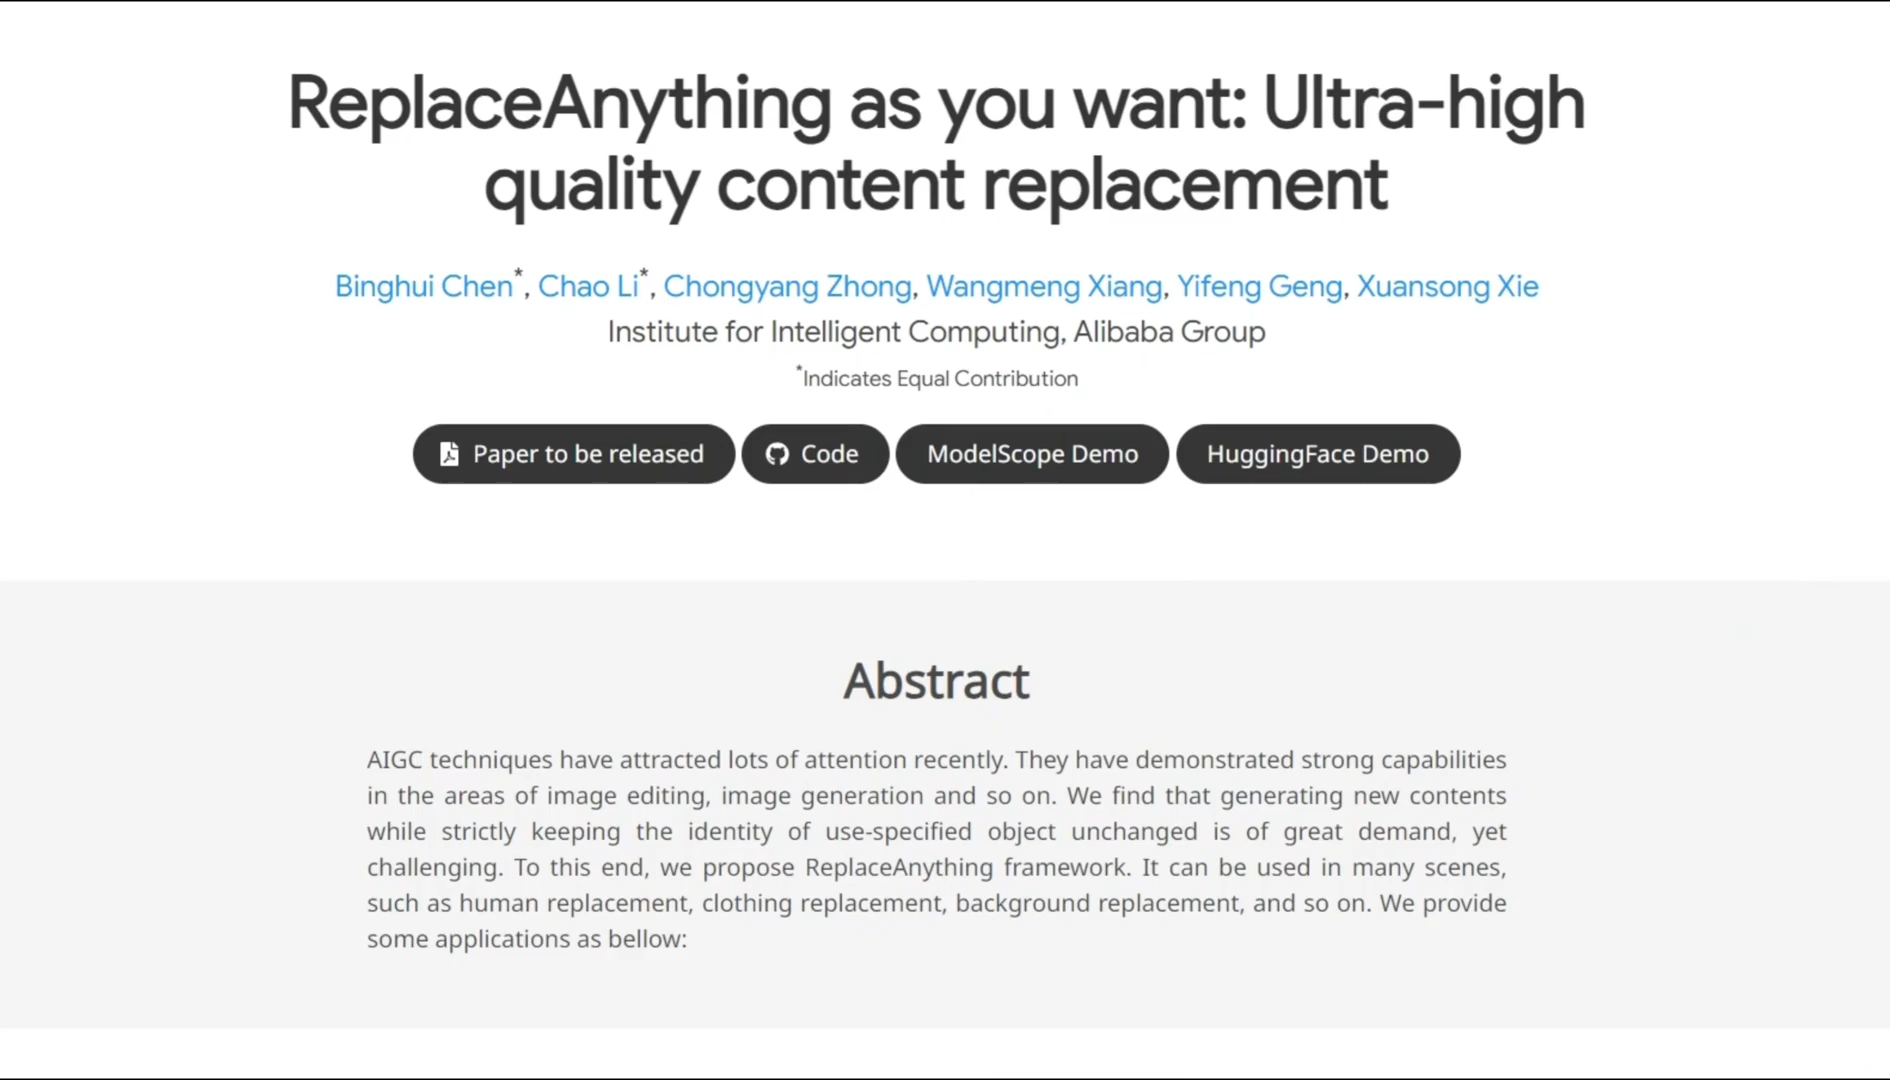 ReplaceAnything as you want: Ultra-high
quality content replacement
Binghui Chen*, Chao Li*, Chongyang Zhong, Wangmeng Xiang, Yifeng Geng, Xuansong Xie
Institute for Intelligent Computing, Alibaba Group
*Indicates Equal Contribution
Paper to be released Code ModelScope Demo HuggingFace Demo
Abstract
AIGC techniques have attracted lots of attention recently. They have demonstrated strong capabilities
in the areas of image editing, image generation and so on. We find that generating new contents
while strictly keeping the identity of use-specified object unchanged is of great demand, yet
challenging. To this end, we propose ReplaceAnything framework. It can be used in many scenes,
such as human replacement, clothing replacement, background replacement, and so on. We provide
some applications as bellow: